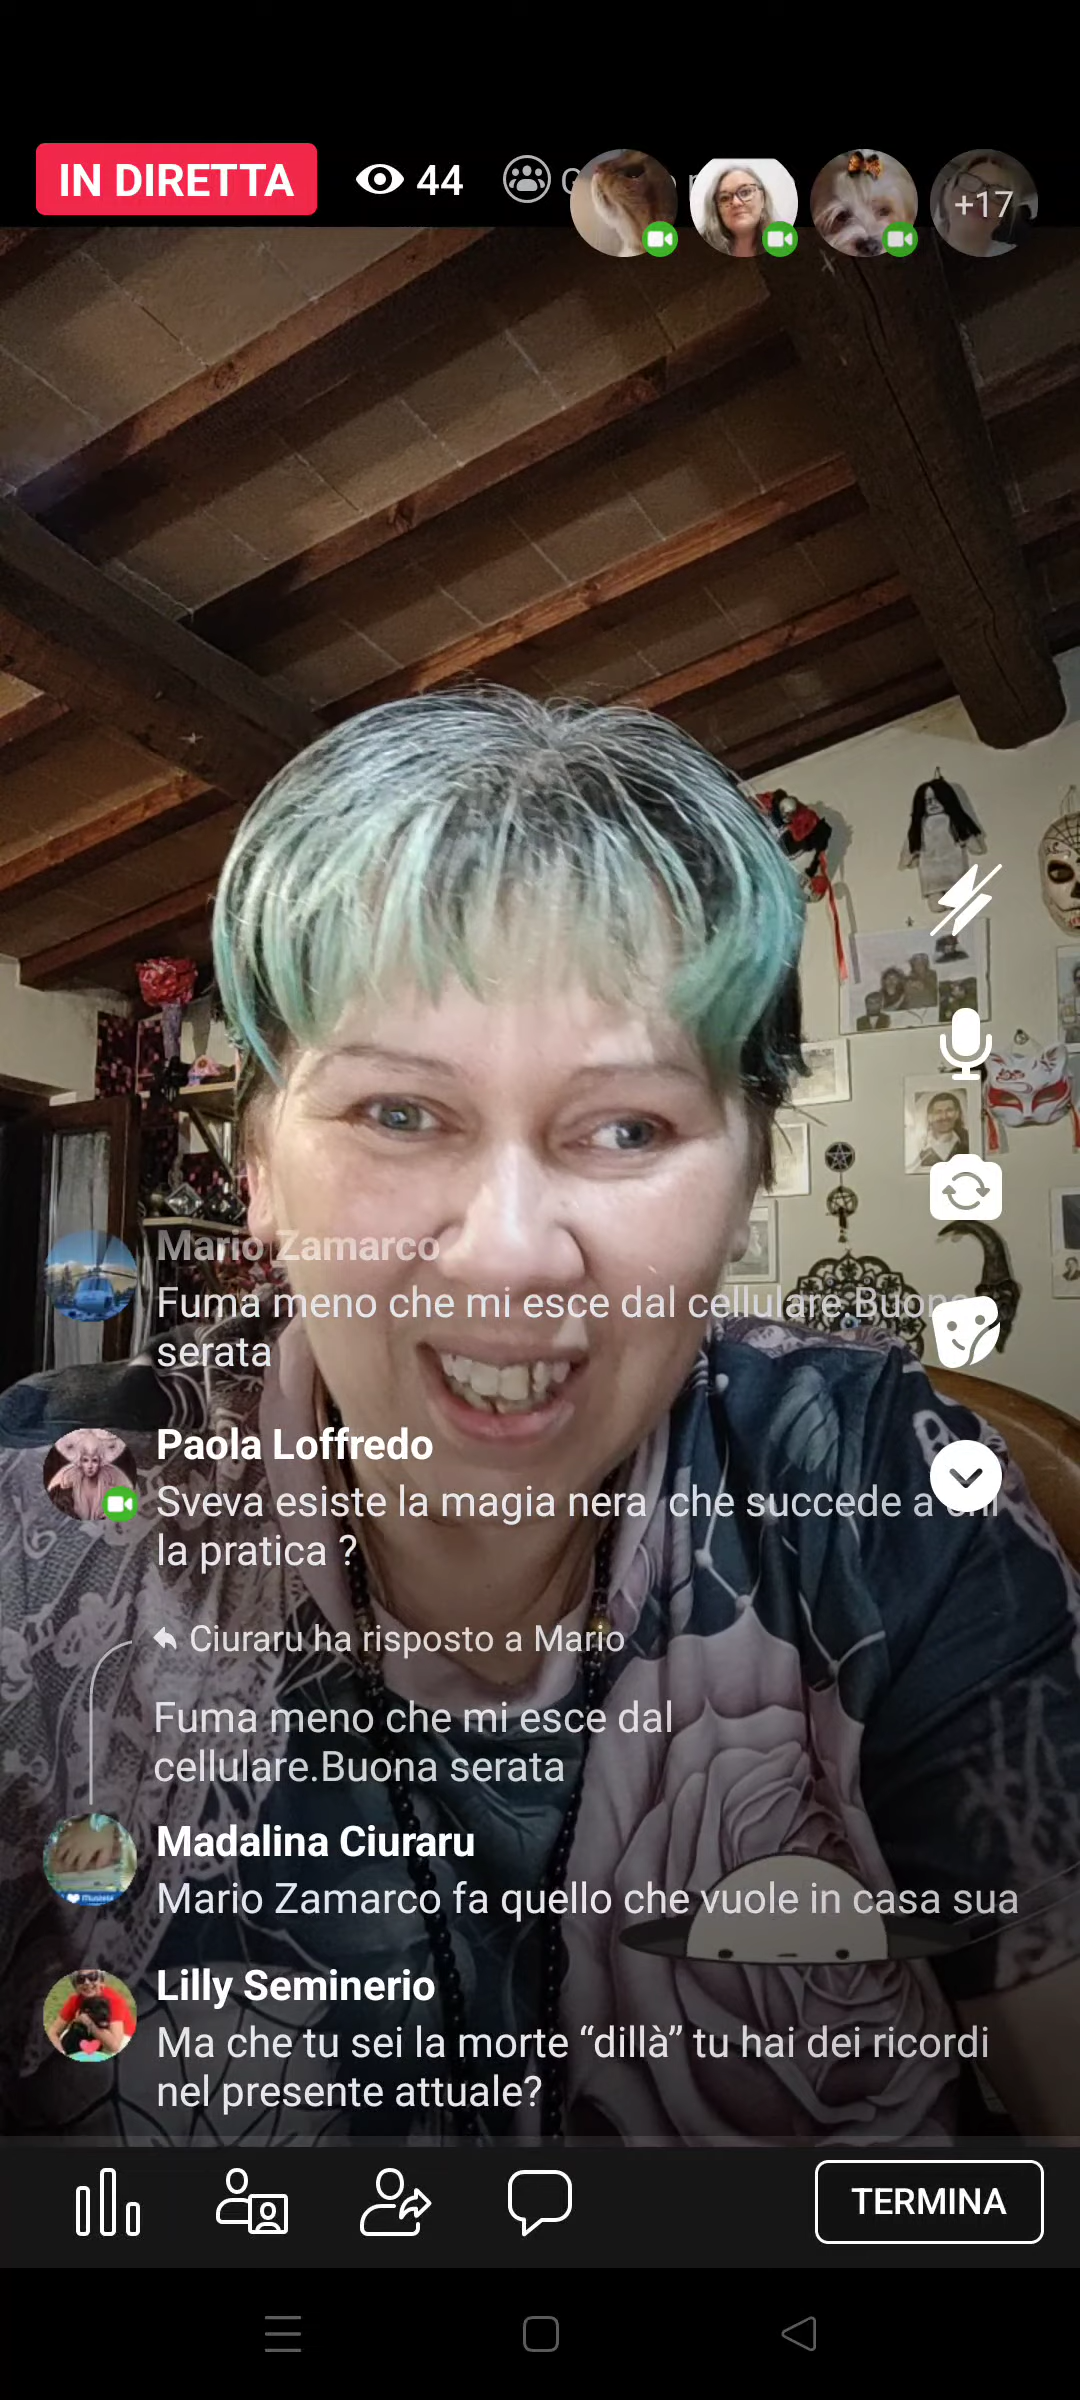 IN DIRETTA
44
+17
Mario Zamarco
Fuma meno che mi esce dal cellulare.Buona
serata
Paola Loffredo
Sveva esiste la magia nera  che succede a chi
la pratica ?
Ciuraru ha risposto a Mario
Fuma meno che mi esce dal
cellulare.Buona serata
Madalina Ciuraru
Mario Zamarco fa quello che vuole in casa sua
Lilly Seminerio
Ma che tu sei la morte “dillà” tu hai dei ricordi
nel presente attuale?
TERMINA